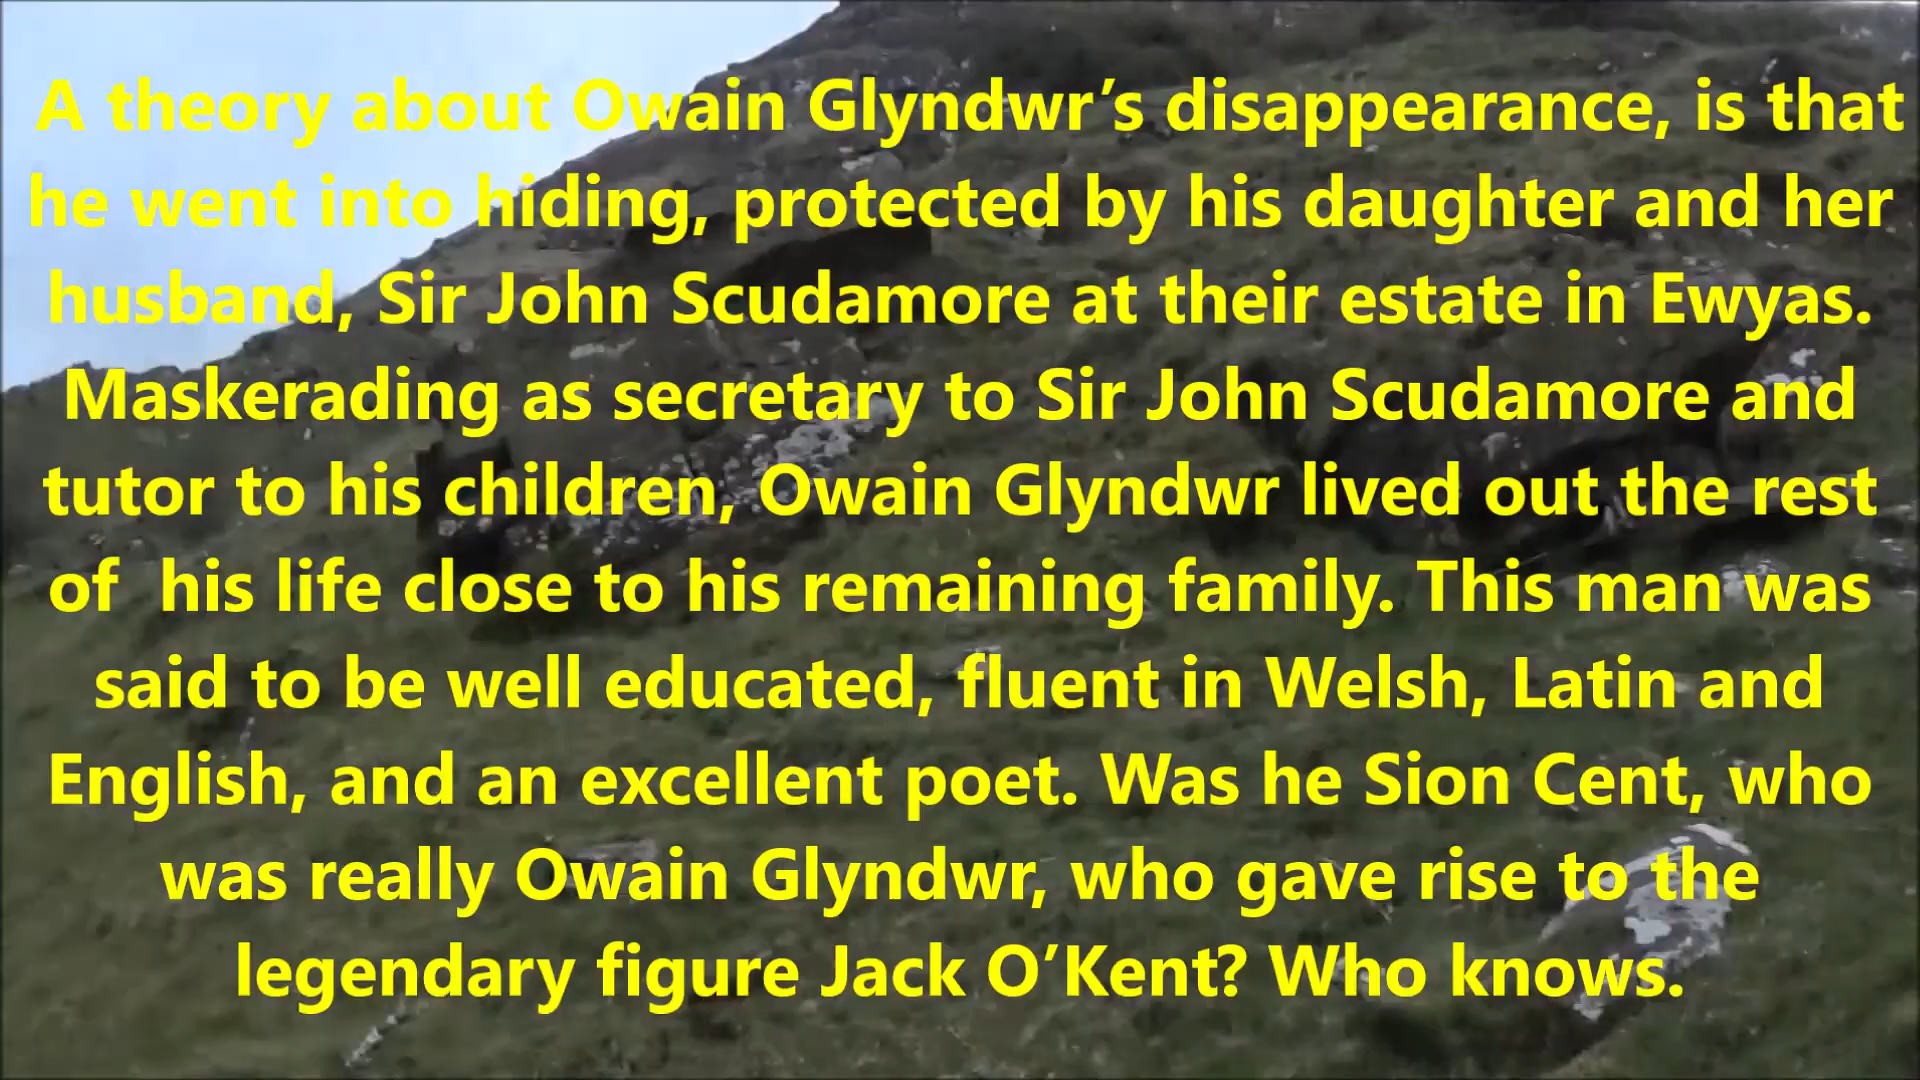 A theory about Owain Glyndwr’s disappearance, is that
he went into hiding, protected by his daughter and her
husband, Sir John Scudamore at their estate in Ewyas.
Maskerading as secretary to Sir John Scudamore and
tutor to his children, Owain Glyndwr lived out the rest
of  his life close to his remaining family. This man was
said to be well educated, fluent in Welsh, Latin and
English, and an excellent poet. Was he Sion Cent, who
was really Owain Glyndwr, who gave rise to the
legendary figure Jack O’Kent? Who knows.